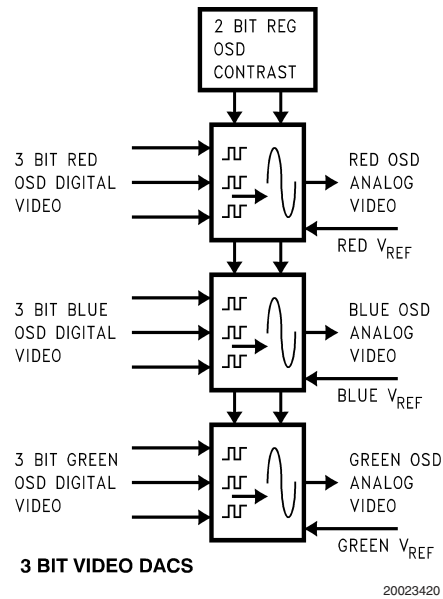 2 BIT REG
OSD
CONTRAST
3 BIT RED
OSD DIGITAL
VIDEO
RED OSD
ANALOG
VIDEO
RED VREF
3 BIT BLUE
OSD DIGITAL
VIDEO
BLUE OSD
ANALOG
VIDEO
BLUE VREF
3 BIT GREEN
OSD DIGITAL
VIDEO
GREEN OSD
ANALOG
VIDEO
GREEN VREF
3 BIT VIDEO DACS
20023420